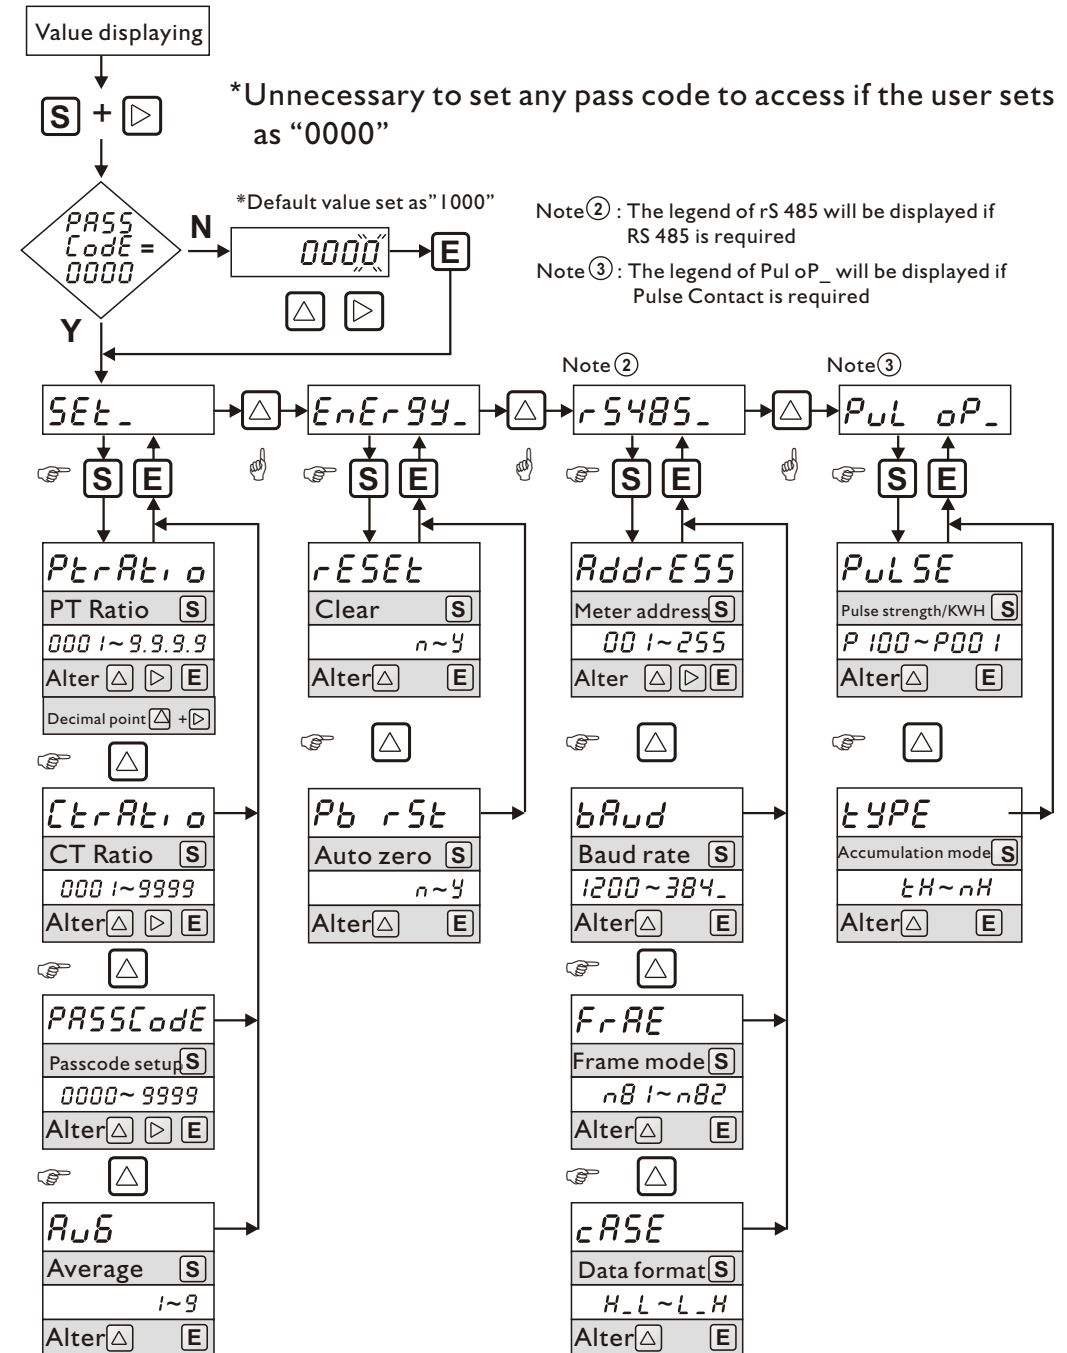 Value displaying
S + ▷
*Unnecessary to set any pass code to access if the user sets
as “0000”
PASS
CodE =
0000
N
*Default value set as”1000”
0000
E
△ ▷
Y
Note② : The legend of rS 485 will be displayed if
RS 485 is required
Note③ : The legend of Pul oP_ will be displayed if
Pulse Contact is required
Note②
Note③
SEt_
△
EnErgy_
△
rS485_
△
PuL oP_
S E
S E
S E
S E
PtrAtio
PT Ratio S
0001~9.9.9.9
Alter △ ▷ E
Decimal point △ + ▷
△
CtrAtio
CT Ratio S
0001~9999
Alter △ ▷ E
△
PASSCodE
Passcode setup S
0000~9999
Alter △ ▷ E
△
AvG
Average S
1~9
Alter △ E
rESEt
Clear S
n~y
Alter △ E
△
Pb rSt
Auto zero S
n~y
Alter △ E
AddrESS
Meter address S
001~255
Alter △ ▷ E
△
bAud
Baud rate S
1200~384_
Alter △ E
△
FrAE
Frame mode S
n81~n82
Alter △ E
△
cASE
Data format S
H_L~L_H
Alter △ E
PuLSE
Pulse strength/KWH S
P100~P001
Alter △ E
△
tYPE
Accumulation mode S
tH~nH
Alter △ E